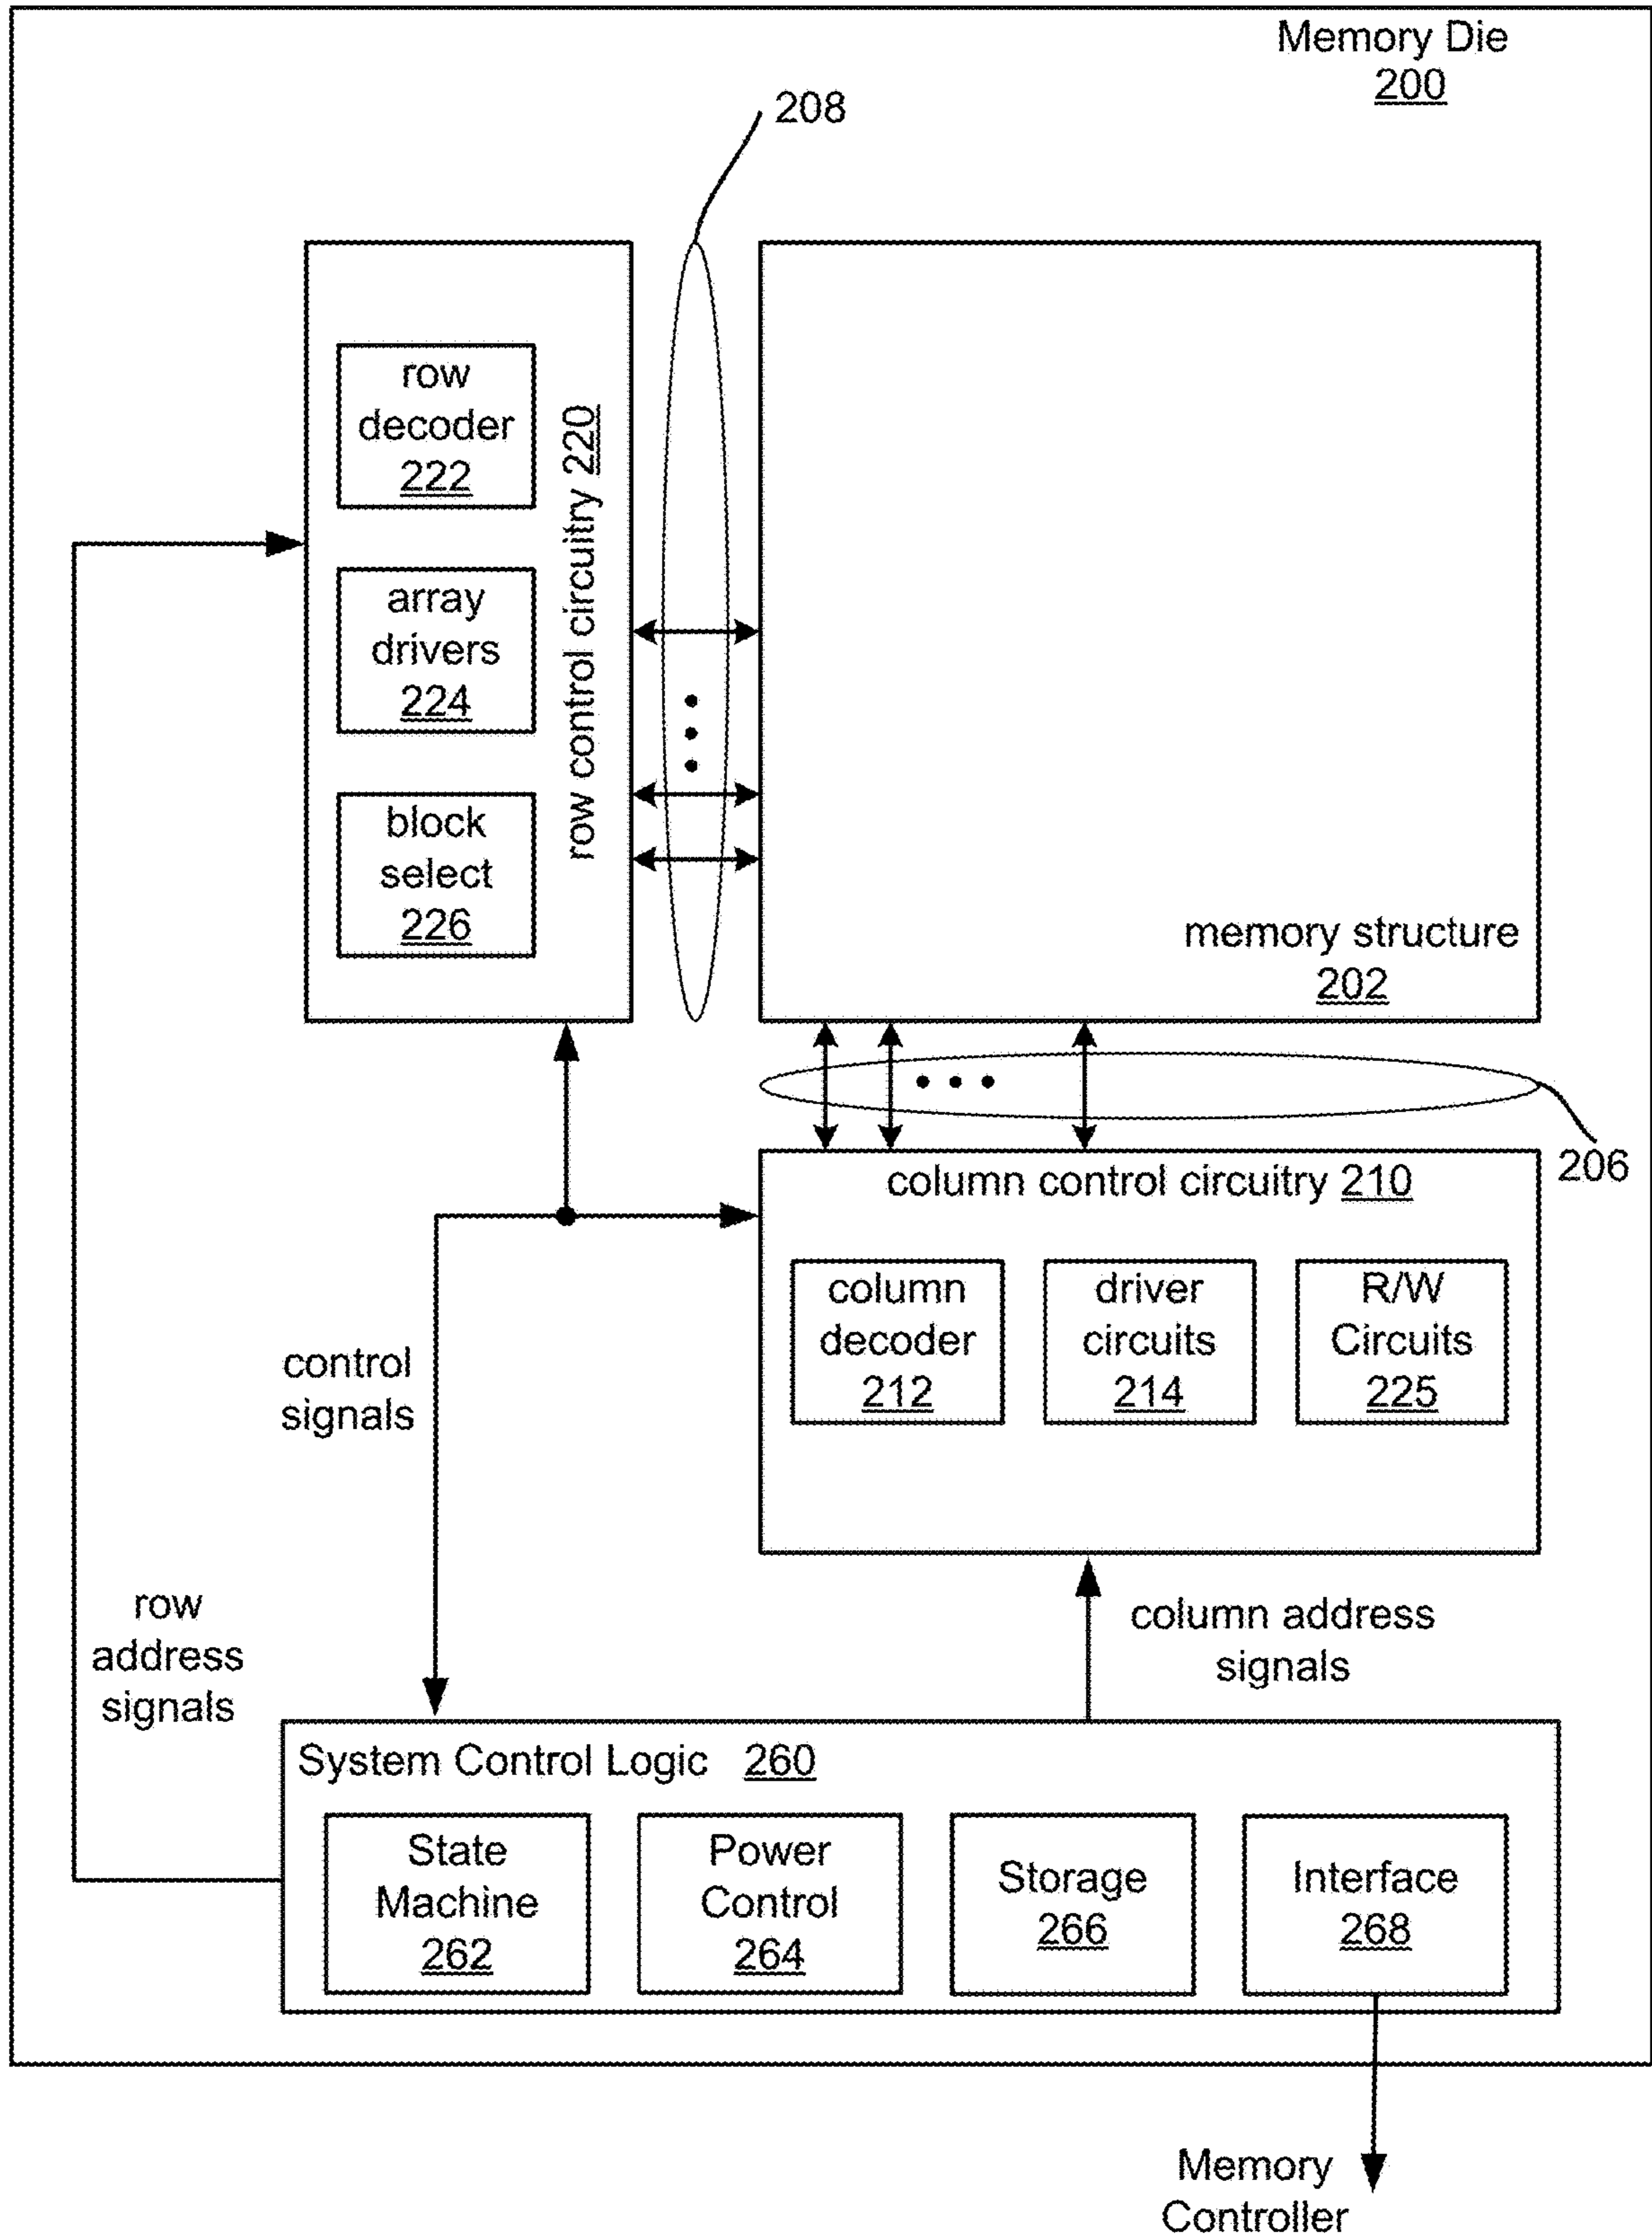 Memory Die
200
208
row
decoder
222
array
drivers
224
block
select
226
row control circuitry 220
memory structure
202
206
column control circuitry 210
column
decoder
212
driver
circuits
214
R/W
Circuits
225
control
signals
row
address
signals
column address
signals
System Control Logic 260
State
Machine
262
Power
Control
264
Storage
266
Interface
268
Memory
Controller